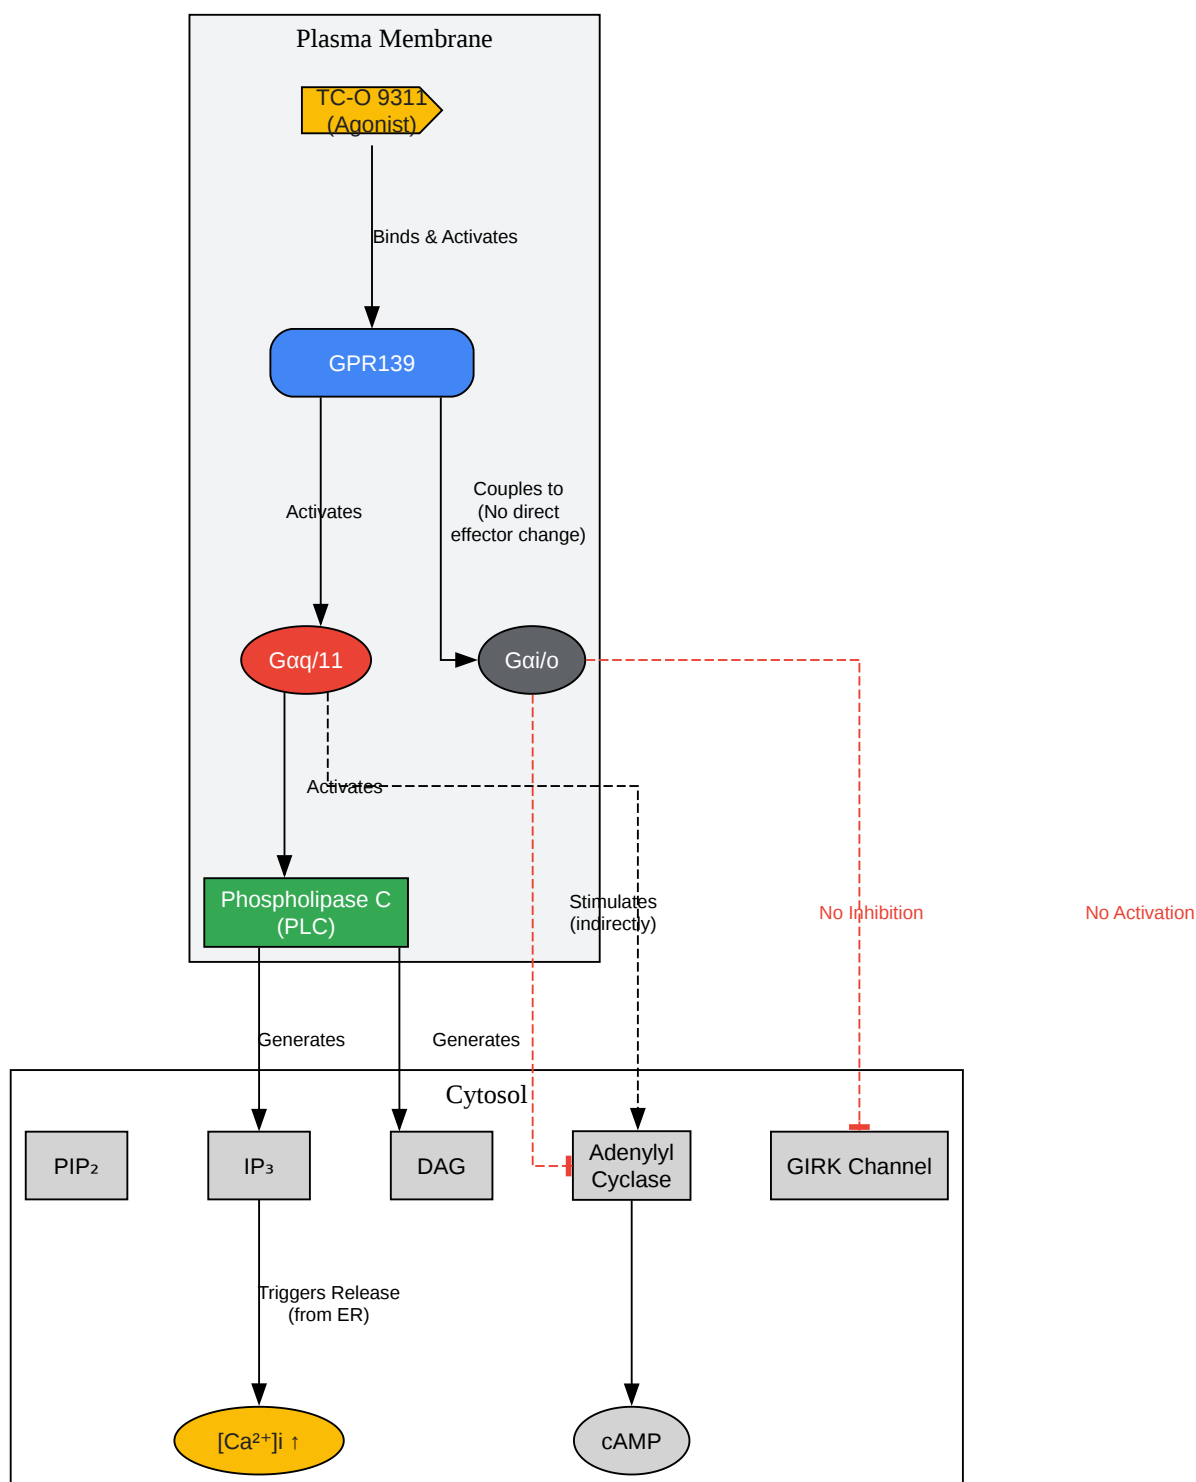 Plasma Membrane
TC-O 9311
(Agonist)
Binds & Activates
GPR139
Couples to
(No direct
effector change)
Activates
Gαq/11
Gαi/o
Activates
Phospholipase C
(PLC)
Stimulates
(indirectly)
No Inhibition
No Activation
Generates
Generates
Cytosol
PIP₂
IP₃
DAG
Adenylyl
Cyclase
GIRK Channel
Triggers Release
(from ER)
[Ca²⁺]i ↑
cAMP